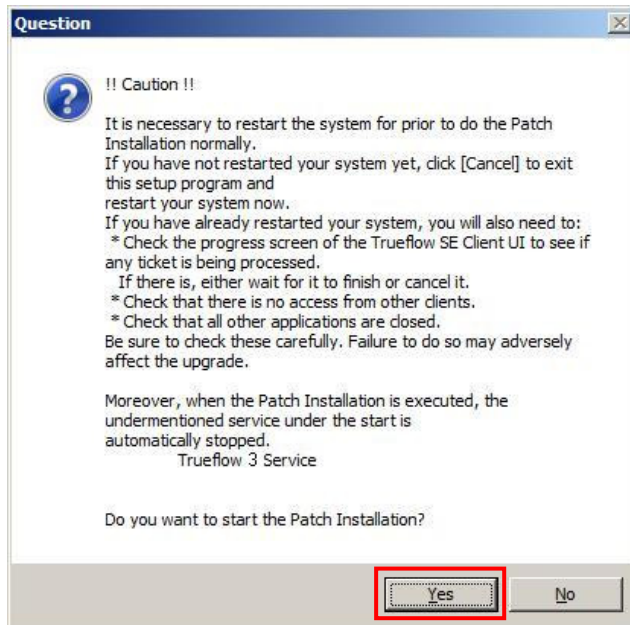 Question
!! Caution !!
It is necessary to restart the system for prior to do the Patch
Installation normally.
If you have not restarted your system yet, click [Cancel] to exit
this setup program and
restart your system now.
If you have already restarted your system, you will also need to:
* Check the progress screen of the Trueflow SE Client UI to see if
any ticket is being processed.
If there is, either wait for it to finish or cancel it.
* Check that there is no access from other clients.
* Check that all other applications are closed.
Be sure to check these carefully. Failure to do so may adversely
affect the upgrade.
Moreover, when the Patch Installation is executed, the
undermentioned service under the start is
automatically stopped.
Trueflow 3 Service
Do you want to start the Patch Installation?
Yes No